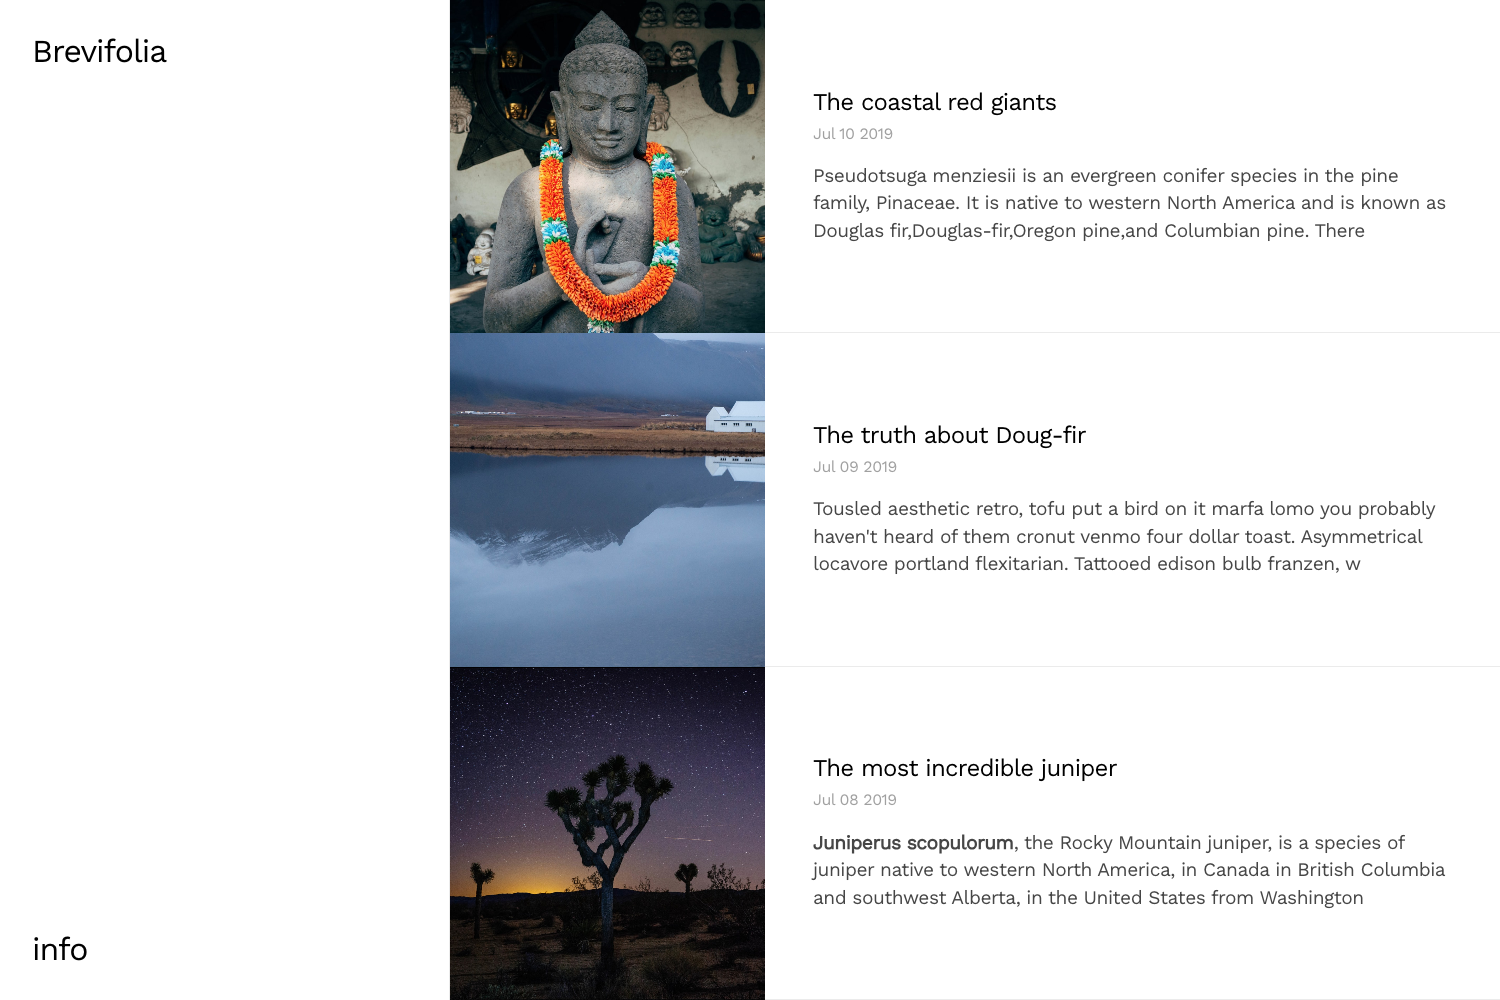 Brevifolia
The coastal red giants
Jul 10 2019
Pseudotsuga menziesii is an evergreen conifer species in the pine
family, Pinaceae. It is native to western North America and is known as
Douglas fir,Douglas-fir,Oregon pine,and Columbian pine. There
The truth about Doug-fir
Jul 09 2019
Tousled aesthetic retro, tofu put a bird on it marfa lomo you probably
haven't heard of them cronut venmo four dollar toast. Asymmetrical
locavore portland flexitarian. Tattooed edison bulb franzen, w
The most incredible juniper
Jul 08 2019
Juniperus scopulorum, the Rocky Mountain juniper, is a species of
juniper native to western North America, in Canada in British Columbia
and southwest Alberta, in the United States from Washington
info